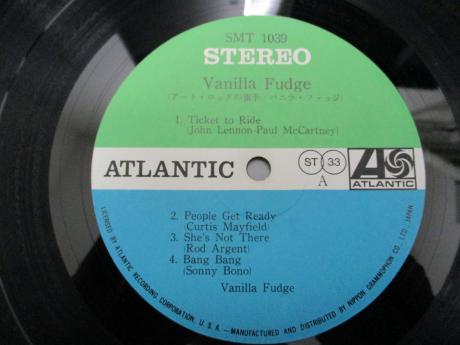 SMT 1039
STEREO
Vanilla Fudge
(アート・ロックの旗手/バニラ・ファッジ)
1. Ticket to Ride
(John Lennon-Paul McCartney)
ATLANTIC
ST 33
A
ATLANTIC
2. People Get Ready
(Curtis Mayfield)
3. She's Not There
(Rod Argent)
4. Bang Bang
(Sonny Bono)
Vanilla Fudge
LICENSED BY ATLANTIC RECORDING CORPORATION, U.S.A.-MANUFACTURED AND DISTRIBUTED BY NIPPON GRAMMOPHON CO. LTD. JAPAN.